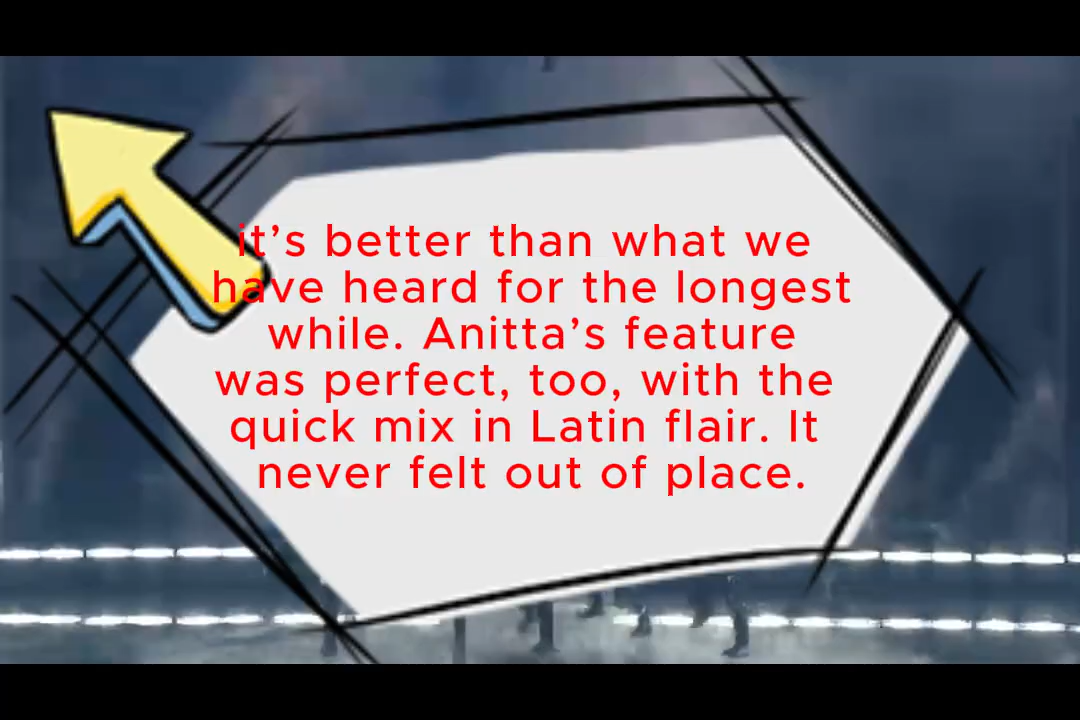 it’s better than what we
have heard for the longest
while. Anitta’s feature
was perfect, too, with the
quick mix in Latin flair. It
never felt out of place.